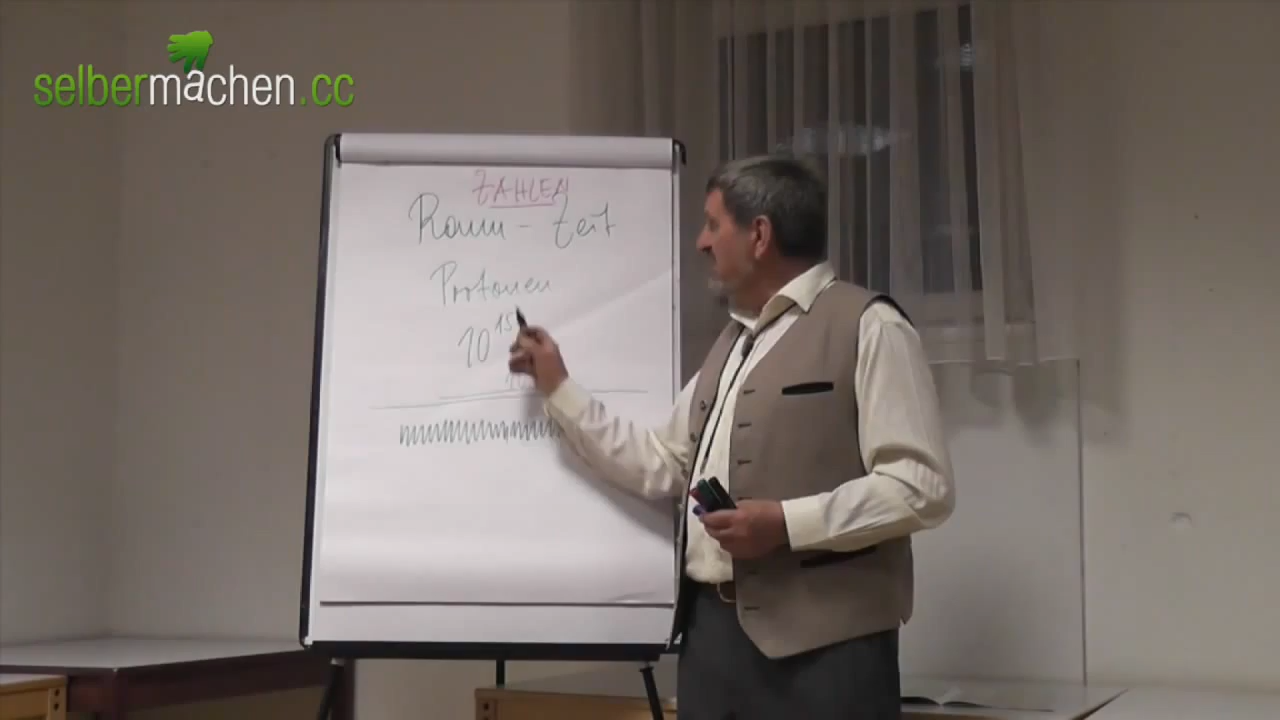 selbermachen.cc
ZAHLEN
Raum - Zeit
Protonen
10¹⁵